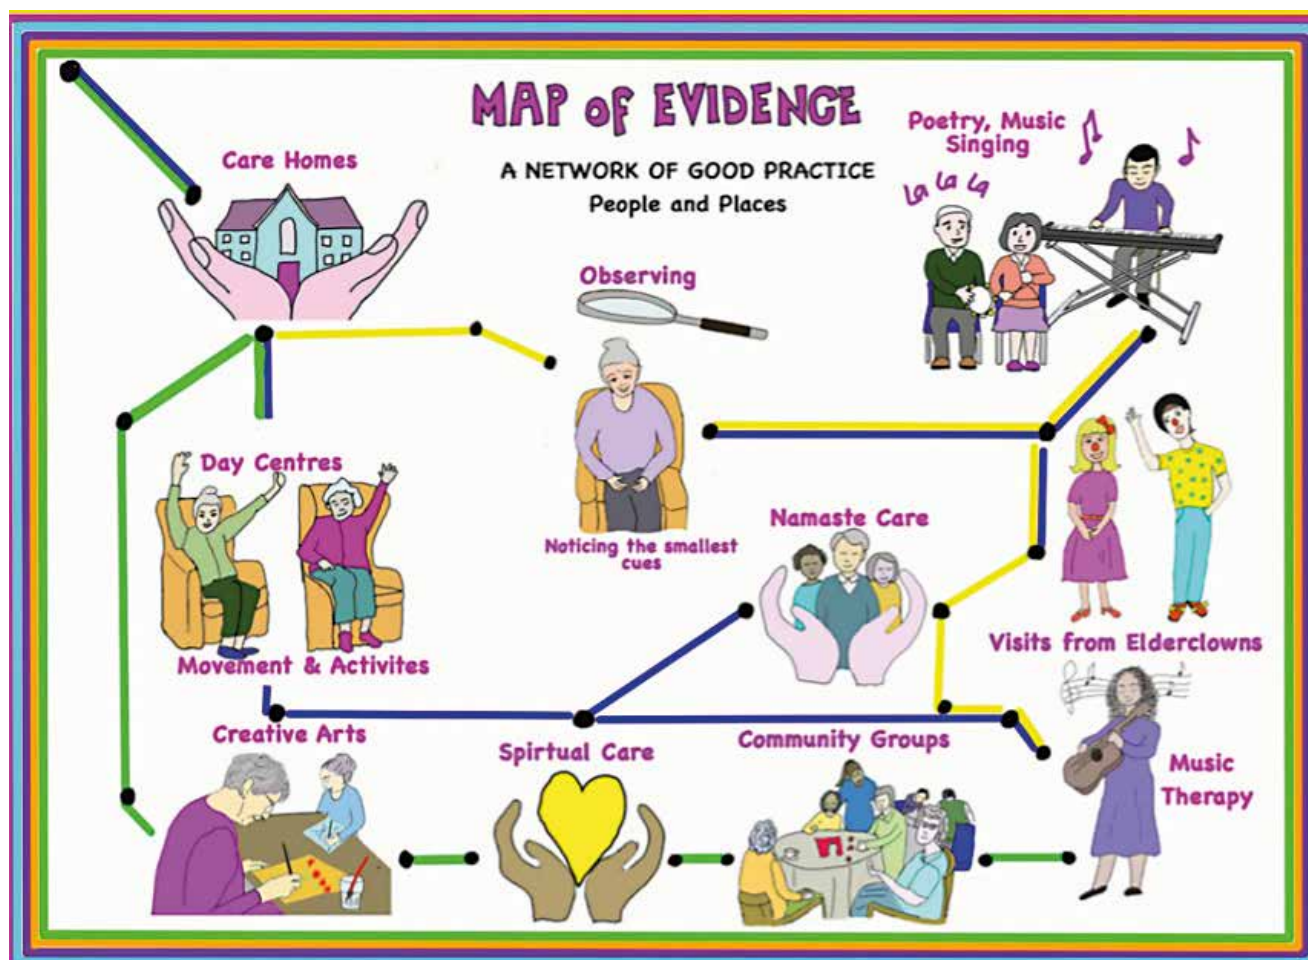 MAP of EVIDENCE
A NETWORK OF GOOD PRACTICE
People and Places
Care Homes
Poetry, Music
Singing
La La La
Observing
Noticing the smallest
cues
Day Centres
Movement & Activites
Namaste Care
Visits from Elderclowns
Creative Arts
Spirtual Care
Community Groups
Music
Therapy